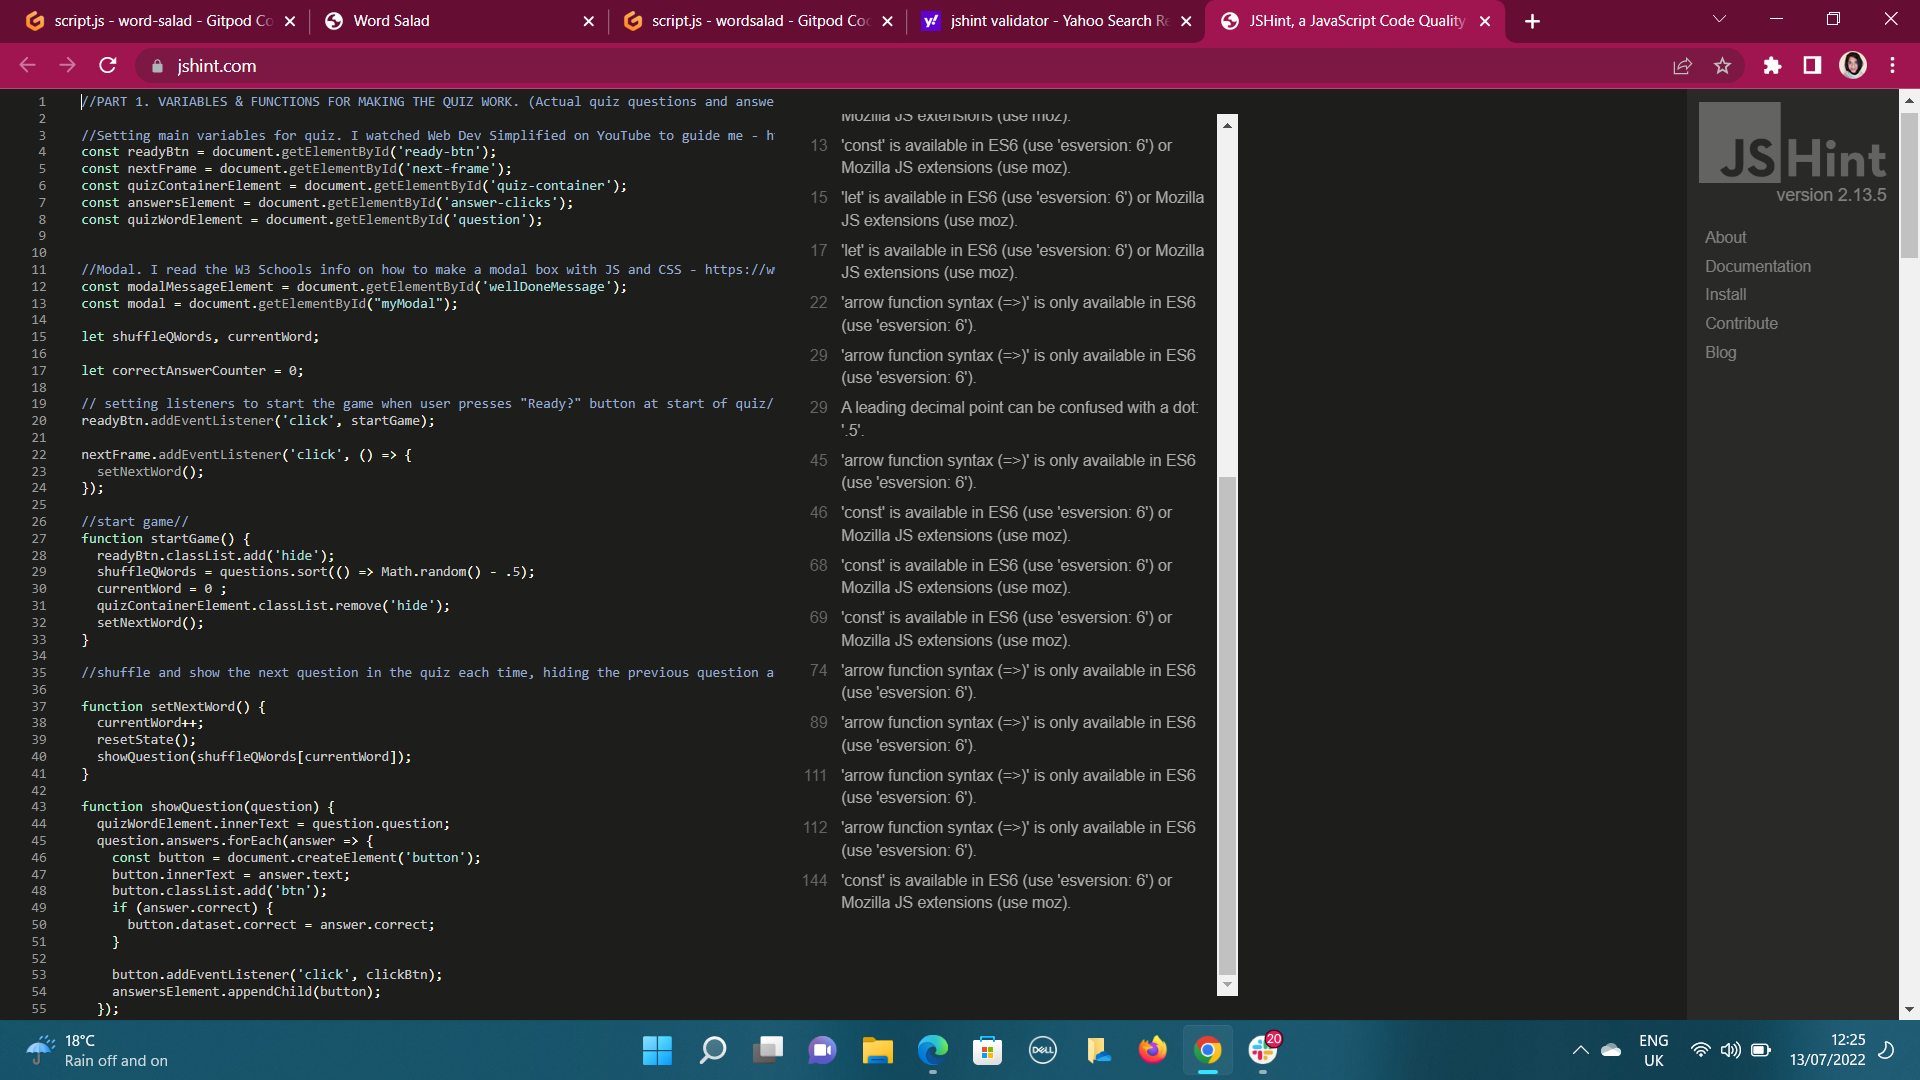 script.js - word-salad - Gitpod Co
Word Salad
script.js - wordsalad - Gitpod Coc
jshint validator - Yahoo Search Re
JSHint, a JavaScript Code Quality
jshint.com
1 //PART 1. VARIABLES & FUNCTIONS FOR MAKING THE QUIZ WORK. (Actual quiz questions and answe
2
3 //Setting main variables for quiz. I watched Web Dev Simplified on YouTube to guide me - h
4 const readyBtn = document.getElementById('ready-btn');
5 const nextFrame = document.getElementById('next-frame');
6 const quizContainerElement = document.getElementById('quiz-container');
7 const answersElement = document.getElementById('answer-clicks');
8 const quizWordElement = document.getElementById('question');
9
10
11 //Modal. I read the W3 Schools info on how to make a modal box with JS and CSS - https://w
12 const modalMessageElement = document.getElementById('wellDoneMessage');
13 const modal = document.getElementById("myModal");
14
15 let shuffleQWords, currentWord;
16
17 let correctAnswerCounter = 0;
18
19 // setting listeners to start the game when user presses "Ready?" button at start of quiz/
20 readyBtn.addEventListener('click', startGame);
21
22 nextFrame.addEventListener('click', () => {
23 setNextWord();
24 });
25
26 //start game//
27 function startGame() {
28 readyBtn.classList.add('hide');
29 shuffleQWords = questions.sort(() => Math.random() - .5);
30 currentWord = 0 ;
31 quizContainerElement.classList.remove('hide');
32 setNextWord();
33 }
34
35 //shuffle and show the next question in the quiz each time, hiding the previous question a
36
37 function setNextWord() {
38 currentWord++;
39 resetState();
40 showQuestion(shuffleQWords[currentWord]);
41 }
42
43 function showQuestion(question) {
44 quizWordElement.innerText = question.question;
45 question.answers.forEach(answer => {
46 const button = document.createElement('button');
47 button.innerText = answer.text;
48 button.classList.add('btn');
49 if (answer.correct) {
50 button.dataset.correct = answer.correct;
51 }
52
53 button.addEventListener('click', clickBtn);
54 answersElement.appendChild(button);
55 });
Mozilla JS extensions (use moz).
13 'const' is available in ES6 (use 'esversion: 6') or
Mozilla JS extensions (use moz).
15 'let' is available in ES6 (use 'esversion: 6') or Mozilla
JS extensions (use moz).
17 'let' is available in ES6 (use 'esversion: 6') or Mozilla
JS extensions (use moz).
22 'arrow function syntax (=>)' is only available in ES6
(use 'esversion: 6').
29 'arrow function syntax (=>)' is only available in ES6
(use 'esversion: 6').
29 A leading decimal point can be confused with a dot:
'.5'.
45 'arrow function syntax (=>)' is only available in ES6
(use 'esversion: 6').
46 'const' is available in ES6 (use 'esversion: 6') or
Mozilla JS extensions (use moz).
68 'const' is available in ES6 (use 'esversion: 6') or
Mozilla JS extensions (use moz).
69 'const' is available in ES6 (use 'esversion: 6') or
Mozilla JS extensions (use moz).
74 'arrow function syntax (=>)' is only available in ES6
(use 'esversion: 6').
89 'arrow function syntax (=>)' is only available in ES6
(use 'esversion: 6').
111 'arrow function syntax (=>)' is only available in ES6
(use 'esversion: 6').
112 'arrow function syntax (=>)' is only available in ES6
(use 'esversion: 6').
144 'const' is available in ES6 (use 'esversion: 6') or
Mozilla JS extensions (use moz).
JSHint
version 2.13.5
About
Documentation
Install
Contribute
Blog
18°C
Rain off and on
DELL
20
ENG
UK
12:25
13/07/2022